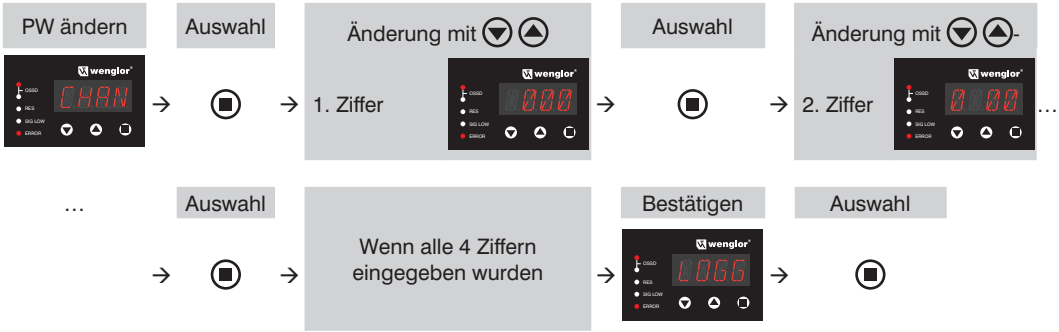 PW ändern
Auswahl
Änderung mit
Auswahl
Änderung mit -
wenglor®
OSSD
RES
SIG LOW
ERROR
CHAN
→
→
1. Ziffer
wenglor®
OSSD
RES
SIG LOW
ERROR
000
→
→
2. Ziffer
wenglor®
OSSD
RES
SIG LOW
ERROR
0 00
…
…
Auswahl
Bestätigen
Auswahl
→
→
Wenn alle 4 Ziffern
eingegeben wurden
→
wenglor®
OSSD
RES
SIG LOW
ERROR
LOGG
→